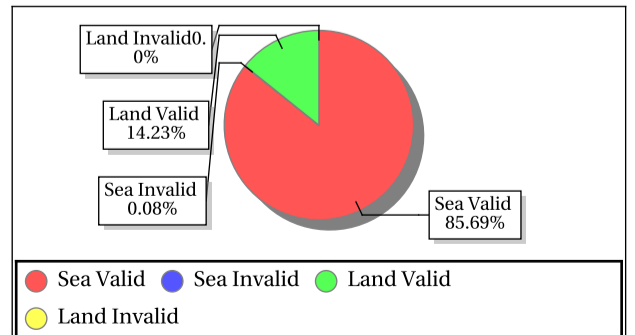 Land Invalid0.
0%
Land Valid
14.23%
Sea Invalid
0.08%
Sea Valid
85.69%
Sea Valid Sea Invalid Land Valid
Land Invalid